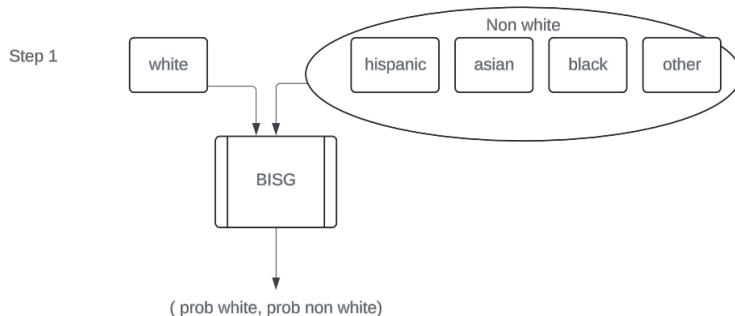 Non white
Step 1
white
hispanic
asian
black
other
BISG
( prob white, prob non white)